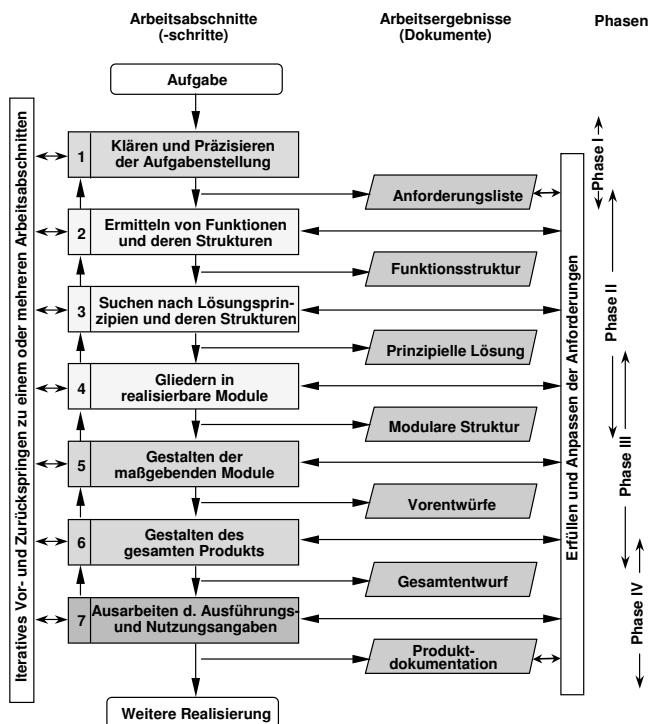 Arbeitsabschnitte
(-schritte)
Arbeitsergebnisse
(Dokumente)
Phasen
Aufgabe
Iteratives Vor- und Zurückspringen zu einem oder mehreren Arbeitsabschnitten
1
Klären und Präzisieren
der Aufgabenstellung
Anforderungsliste
2
Ermitteln von Funktionen
und deren Strukturen
Funktionsstruktur
3
Suchen nach Lösungsprin-
zipien und deren Strukturen
Prinzipielle Lösung
4
Gliedern in
realisierbare Module
Modulare Struktur
5
Gestalten der
maßgebenden Module
Vorentwürfe
6
Gestalten des
gesamten Produkts
Gesamtentwurf
7
Ausarbeiten d. Ausführungs-
und Nutzungsangaben
Produkt-
dokumentation
Weitere Realisierung
Erfüllen und Anpassen der Anforderungen
Phase I
Phase II
Phase III
Phase IV